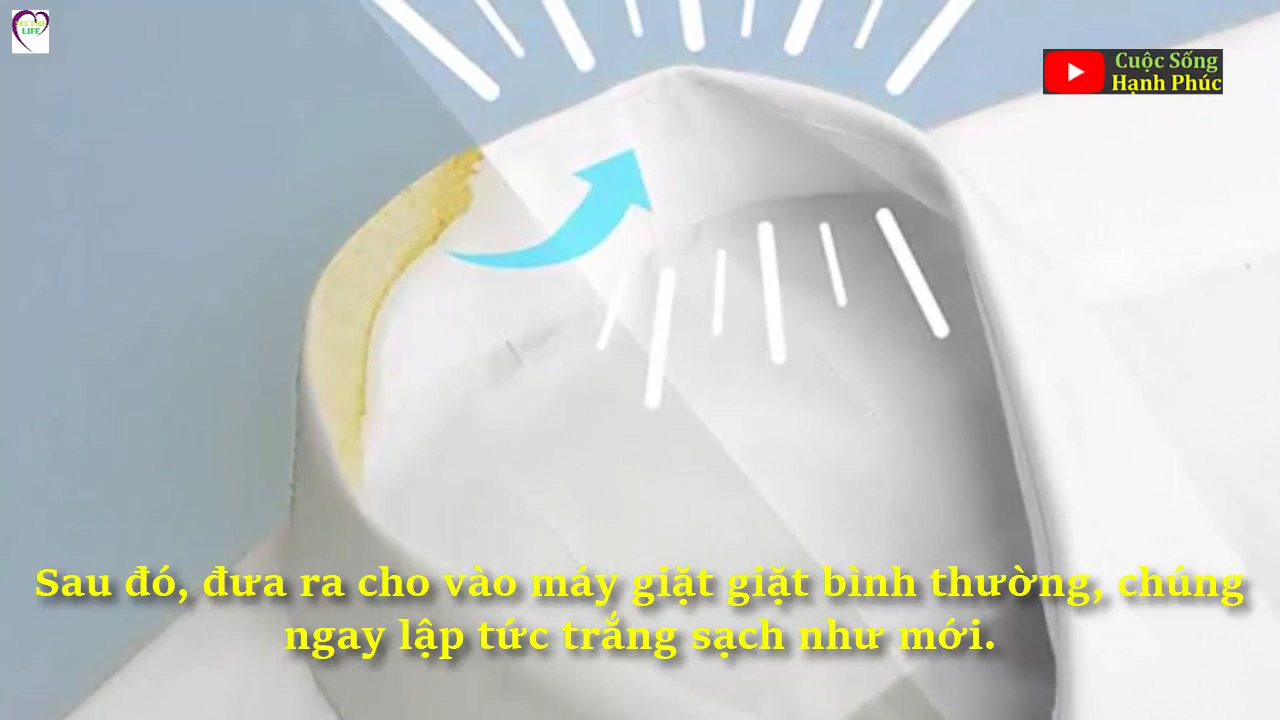 LIFE
Cuộc Sống
Hạnh Phúc
Sau đó, đưa ra cho vào máy giặt giặt bình thường, chúng
ngay lập tức trắng sạch như mới.